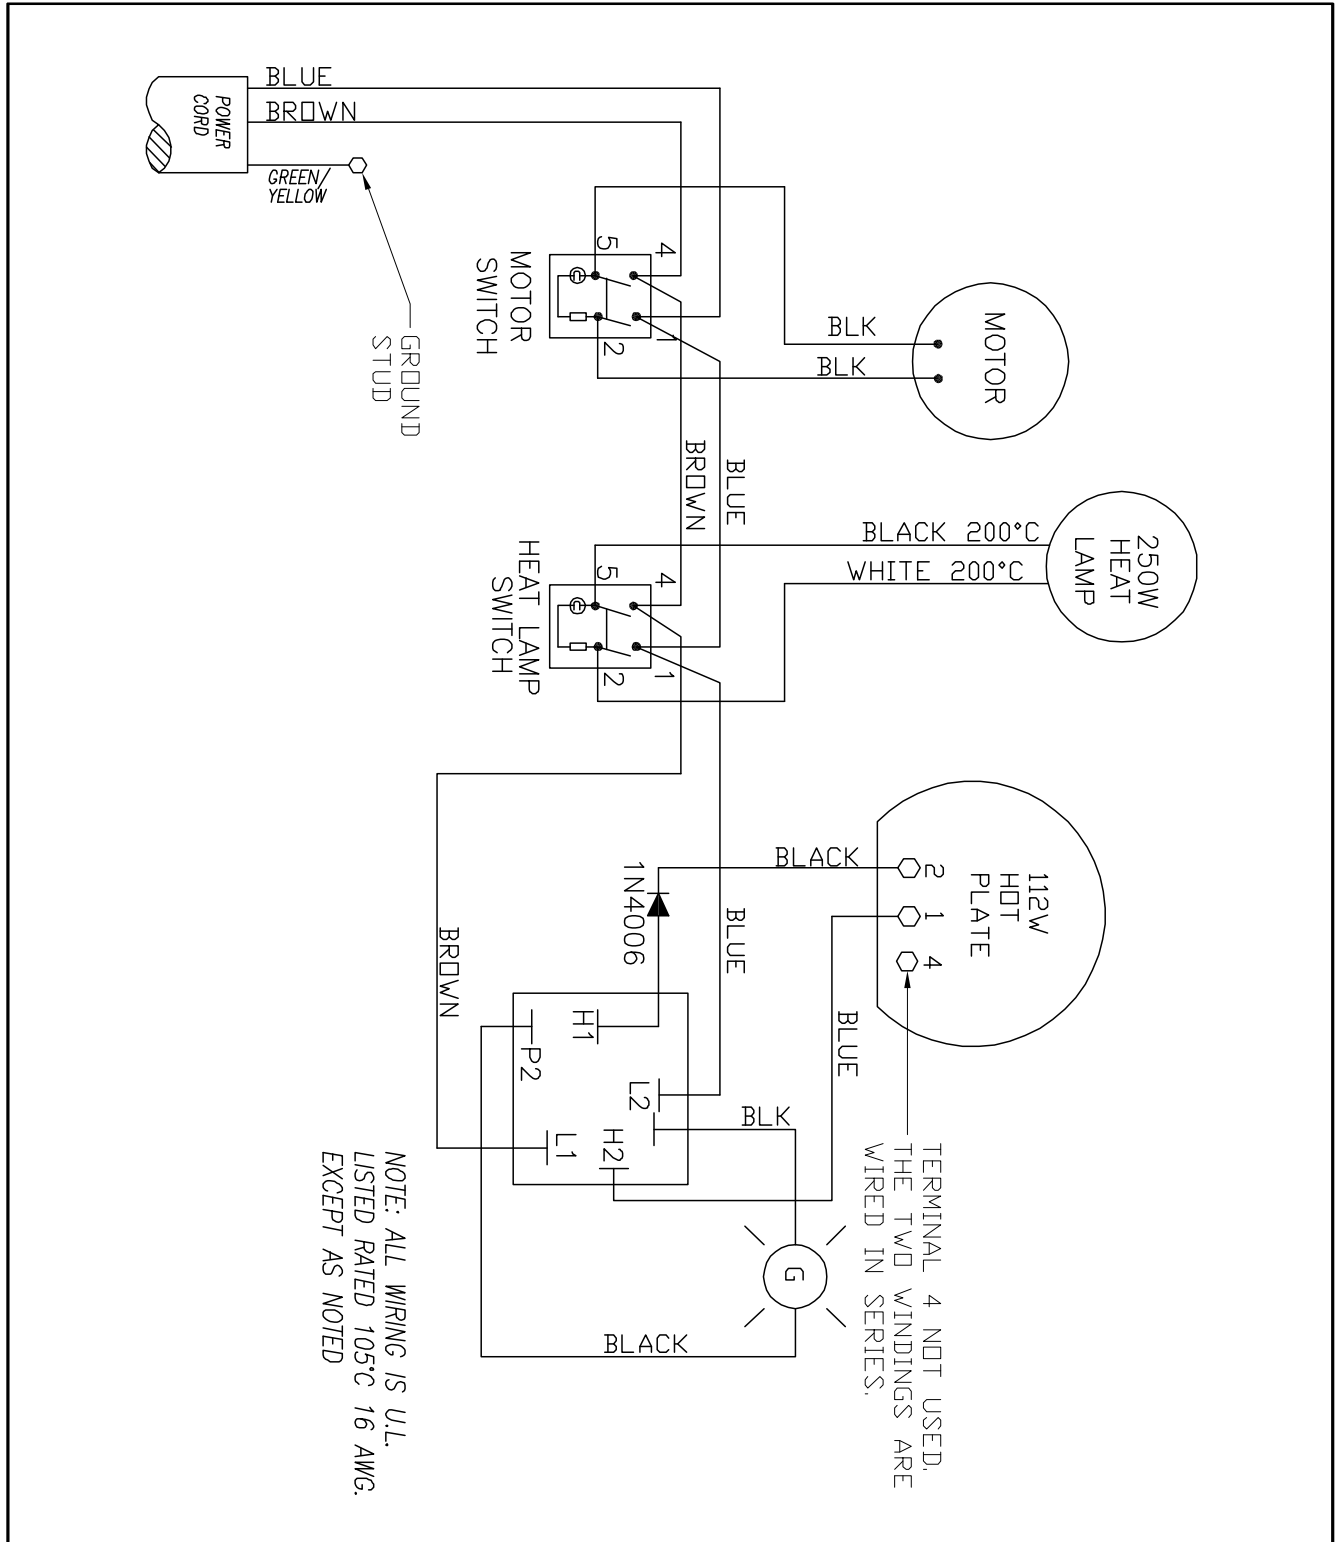 BLUE
BROWN
POWER
CORD
GREEN/
YELLOW
GROUND
STUD
MOTOR
SWITCH
5
4
2
1
BLK
BLK
MOTOR
BROWN
BLUE
BLACK 200°C
WHITE 200°C
250W
HEAT
LAMP
HEAT LAMP
SWITCH
5
4
2
1
112W
HOT
PLATE
2
1
4
BLACK
1N4006
BLUE
BROWN
BLUE
H1
P2
L2
H2
L1
BLK
G
BLACK
TERMINAL 4 NOT USED.
THE TWO WINDINGS ARE
WIRED IN SERIES.
NOTE: ALL WIRING IS U.L.
LISTED RATED 105°C 16 AWG.
EXCEPT AS NOTED